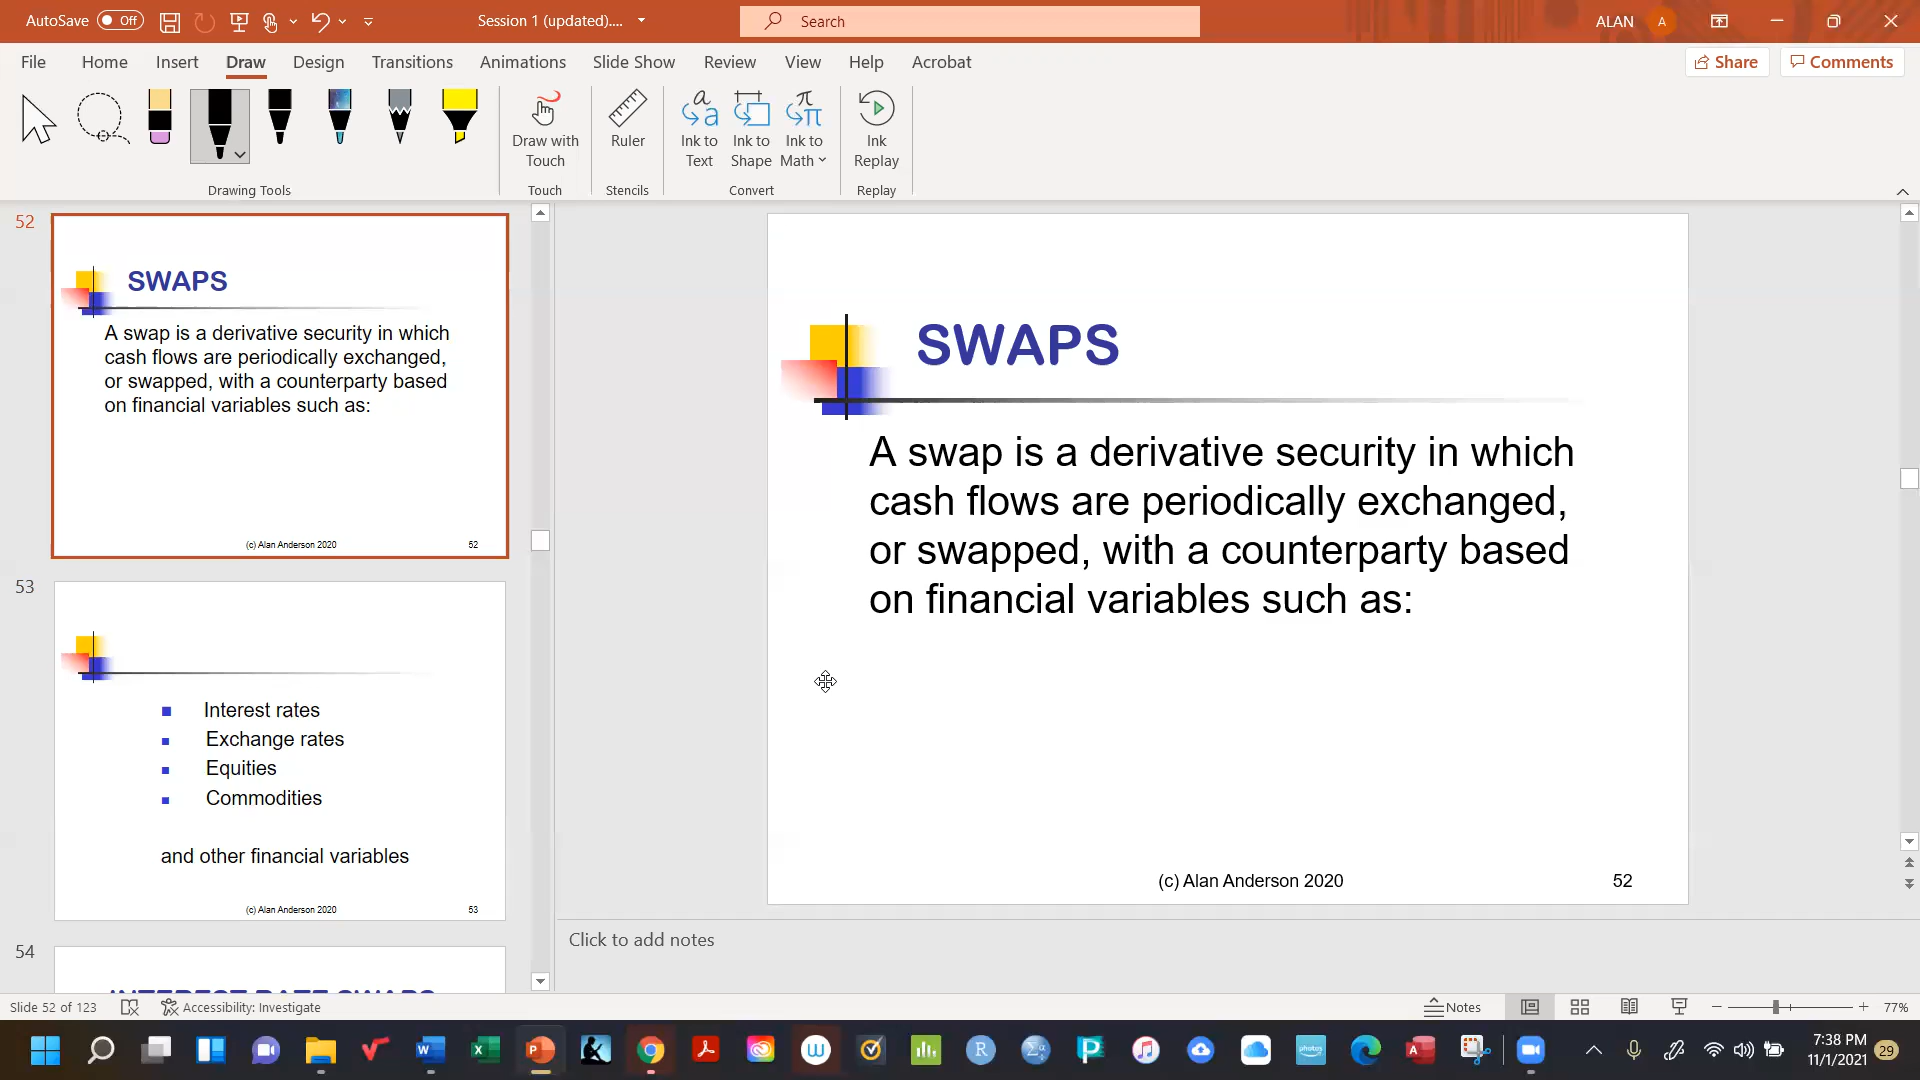 AutoSave Off
Session 1 (updated)....
Search
ALAN A
File Home Insert Draw Design Transitions Animations Slide Show Review View Help Acrobat
Share Comments
Draw with Touch
Ruler
Ink to Text
Ink to Shape
Ink to Math
Ink Replay
Drawing Tools Touch Stencils Convert Replay
52
SWAPS
A swap is a derivative security in which
cash flows are periodically exchanged,
or swapped, with a counterparty based
on financial variables such as:
(c) Alan Anderson 2020 52
53
Interest rates
Exchange rates
Equities
Commodities
and other financial variables
(c) Alan Anderson 2020 53
54
INTEREST RATE SWAPS
SWAPS
A swap is a derivative security in which
cash flows are periodically exchanged,
or swapped, with a counterparty based
on financial variables such as:
(c) Alan Anderson 2020 52
Click to add notes
Slide 52 of 123 Accessibility: Investigate Notes 77%
7:38 PM
11/1/2021 29